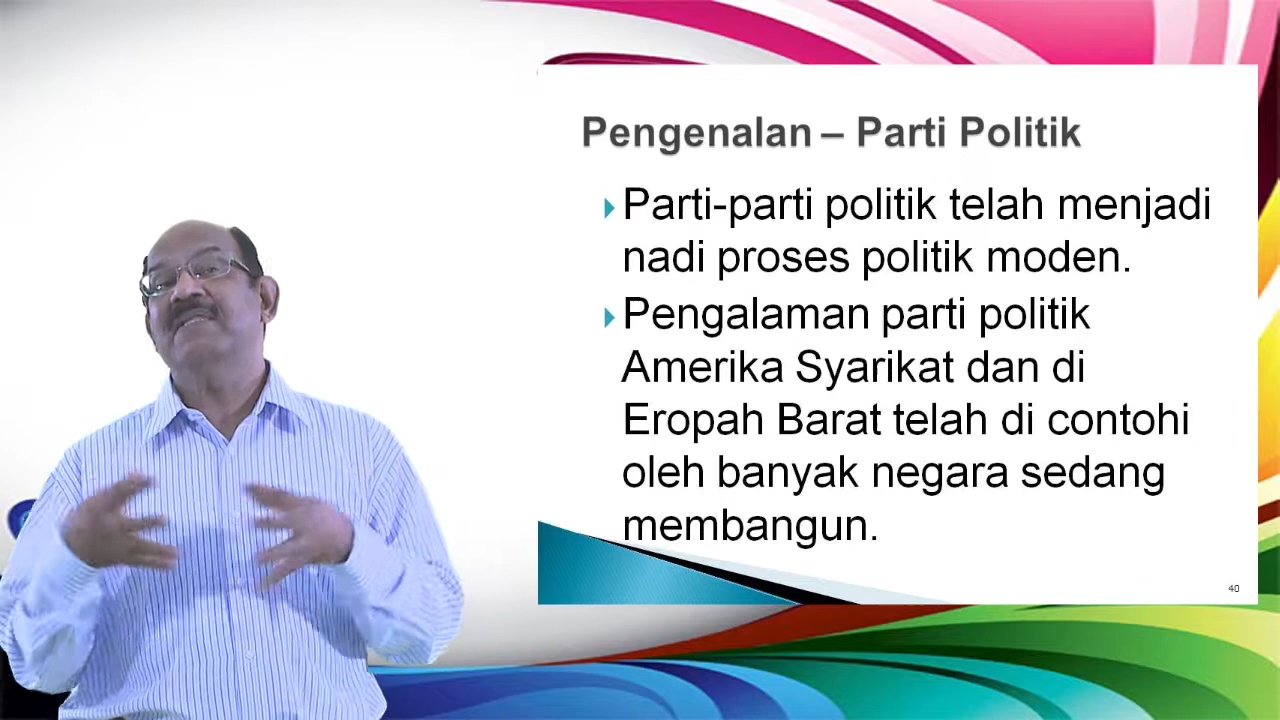 Pengenalan – Parti Politik
Parti-parti politik telah menjadi
nadi proses politik moden.
Pengalaman parti politik
Amerika Syarikat dan di
Eropah Barat telah di contohi
oleh banyak negara sedang
membangun.
40